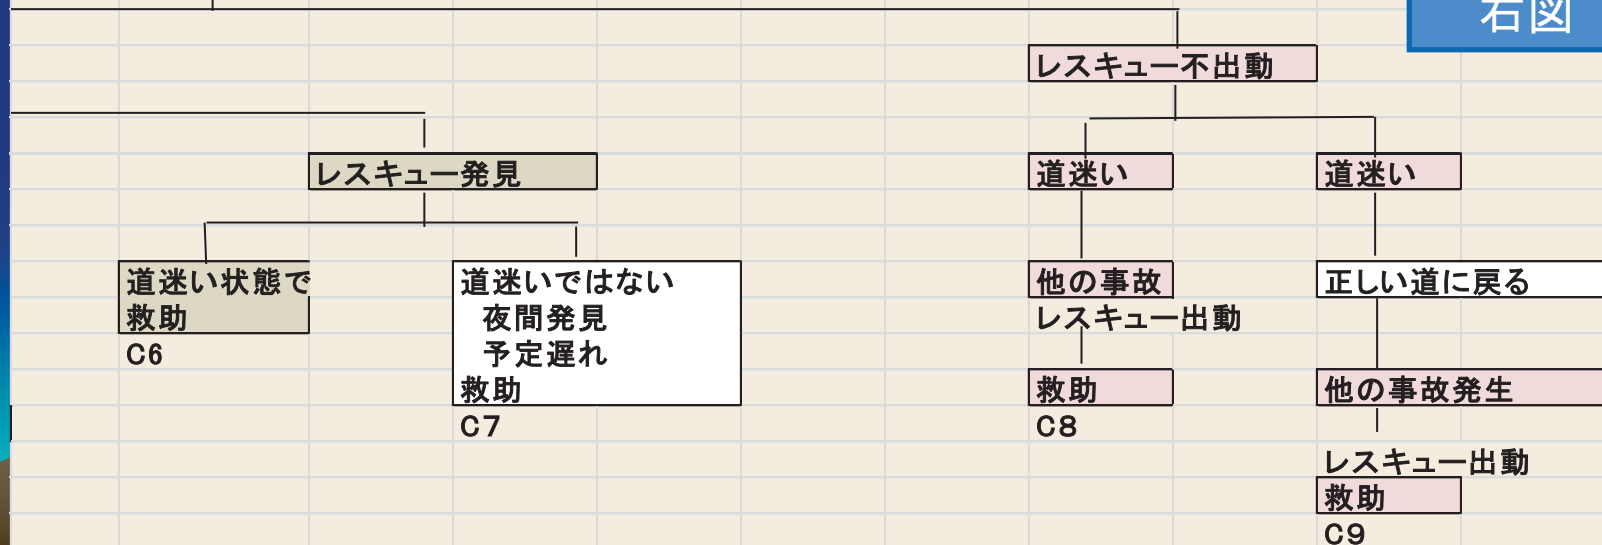 右図
レスキュー不出動
レスキュー発見
道迷い
道迷い
道迷い状態で
救助
C6
道迷いではない
夜間発見
予定遅れ
救助
C7
他の事故
レスキュー出動
救助
C8
正しい道に戻る
他の事故発生
レスキュー出動
救助
C9